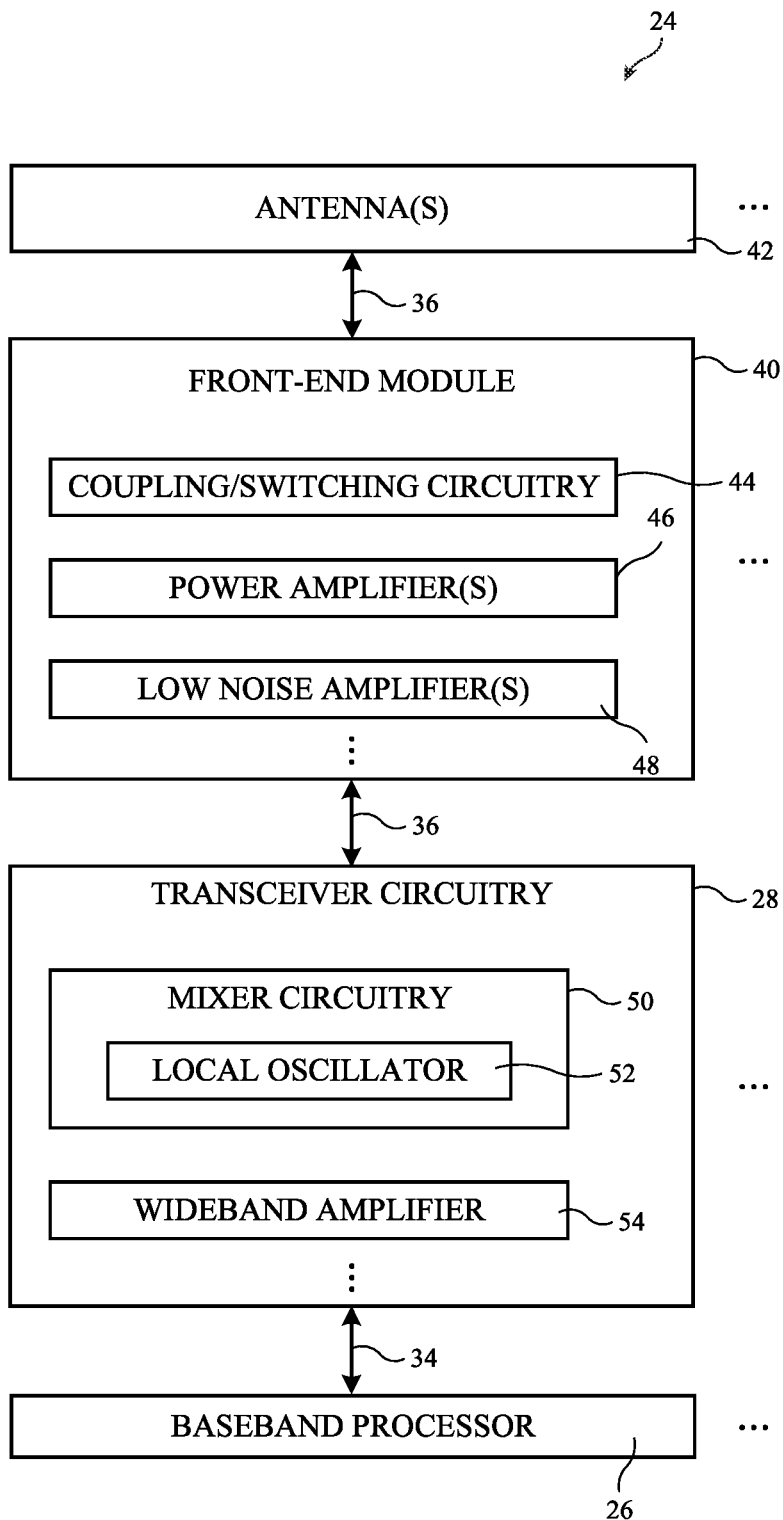 24
ANTENNA(S)
...
42
36
FRONT-END MODULE
40
COUPLING/SWITCHING CIRCUITRY
44
46
...
POWER AMPLIFIER(S)
LOW NOISE AMPLIFIER(S)
...
48
36
TRANSCEIVER CIRCUITRY
28
MIXER CIRCUITRY
50
LOCAL OSCILLATOR
52
...
WIDEBAND AMPLIFIER
54
...
34
BASEBAND PROCESSOR
...
26